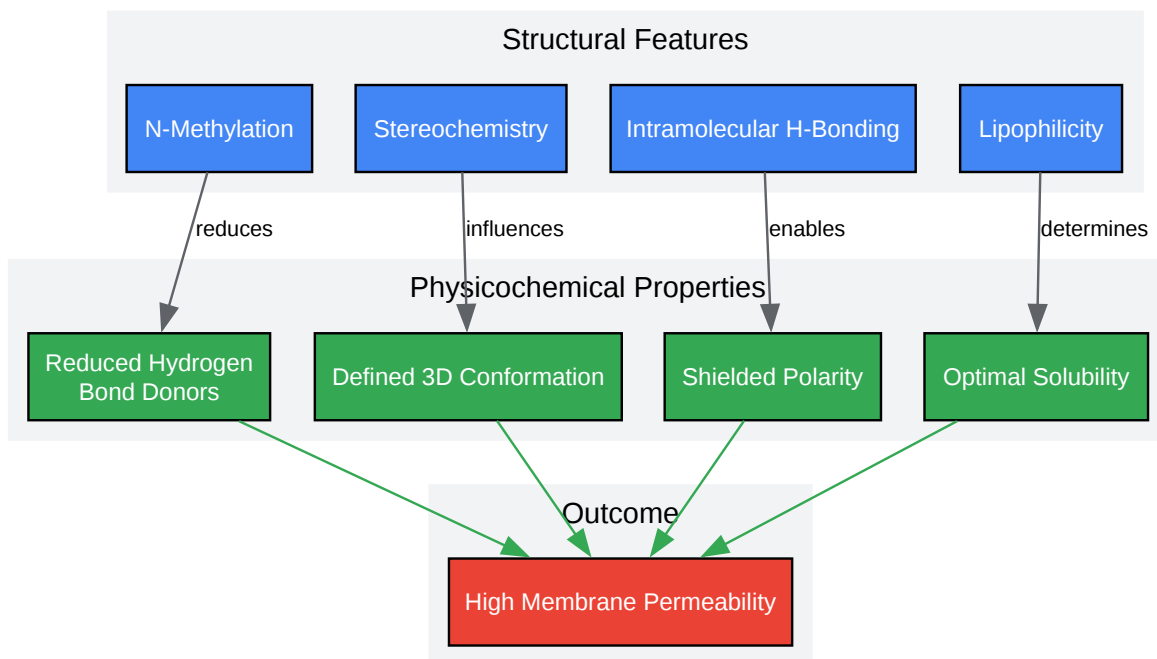 Structural Features
N-Methylation
Stereochemistry
Intramolecular H-Bonding
Lipophilicity
reduces
influences
enables
determines
Physicochemical Properties
Reduced Hydrogen
Bond Donors
Defined 3D Conformation
Shielded Polarity
Optimal Solubility
Outcome
High Membrane Permeability